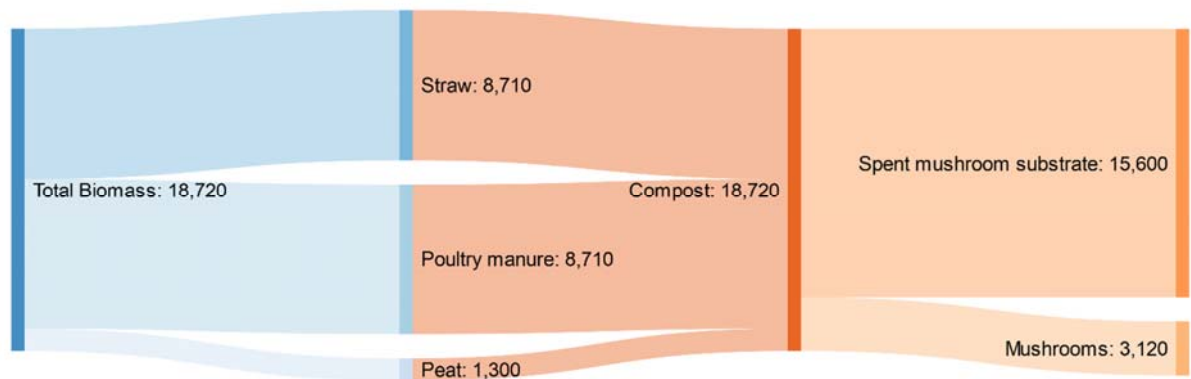 Straw: 8,710
Total Biomass: 18,720
Compost: 18,720
Spent mushroom substrate: 15,600
Poultry manure: 8,710
Mushrooms: 3,120
Peat: 1,300